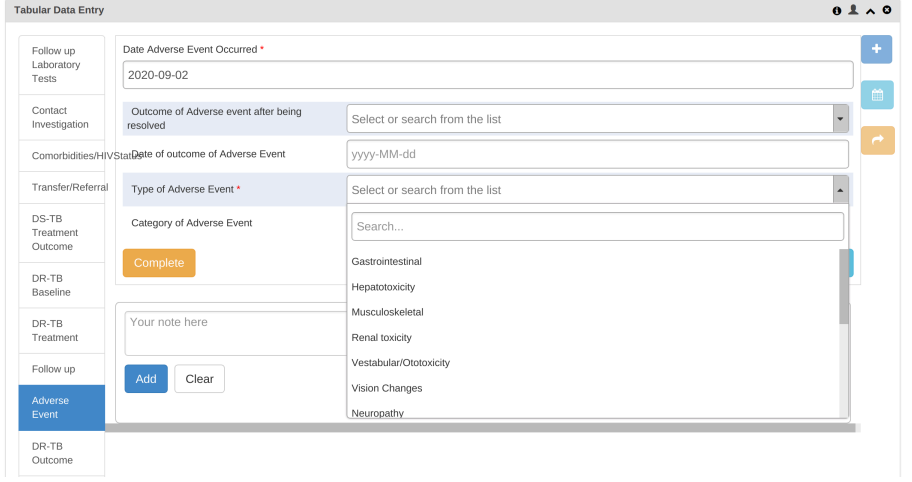 Tabular Data Entry
Follow up
Laboratory
Tests
Contact
Investigation
Comorbidities/HIVStatus
Transfer/Referral
DS-TB
Treatment
Outcome
DR-TB
Baseline
DR-TB
Treatment
Follow up
Adverse
Event
DR-TB
Outcome
Date Adverse Event Occurred *
2020-09-02
Outcome of Adverse event after being
resolved
Select or search from the list
Date of outcome of Adverse Event
yyyy-MM-dd
Type of Adverse Event *
Select or search from the list
Category of Adverse Event
Search...
Gastrointestinal
Hepatotoxicity
Musculoskeletal
Renal toxicity
Vestabular/Ototoxicity
Vision Changes
Neuropathy
Complete
Your note here
Add
Clear